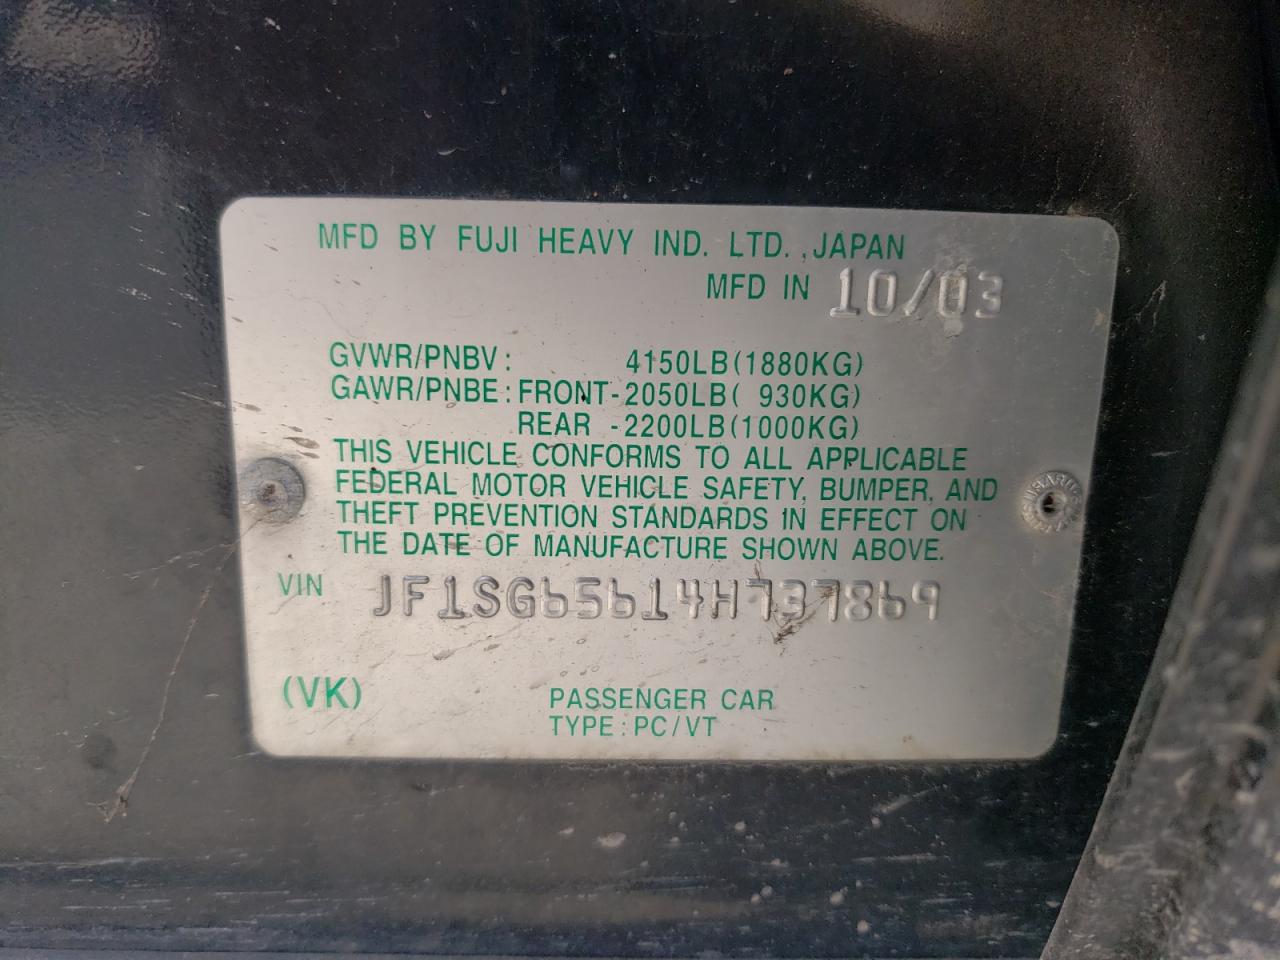 MFD BY FUJI HEAVY IND. LTD., JAPAN
MFD IN 10/03
GVWR/PNBV: 4150LB(1880KG)
GAWR/PNBE: FRONT-2050LB( 930KG)
REAR -2200LB(1000KG)
THIS VEHICLE CONFORMS TO ALL APPLICABLE
FEDERAL MOTOR VEHICLE SAFETY, BUMPER, AND
THEFT PREVENTION STANDARDS IN EFFECT ON
THE DATE OF MANUFACTURE SHOWN ABOVE.
VIN JF1SG65614H737869
(VK)
PASSENGER CAR
TYPE: PC/VT